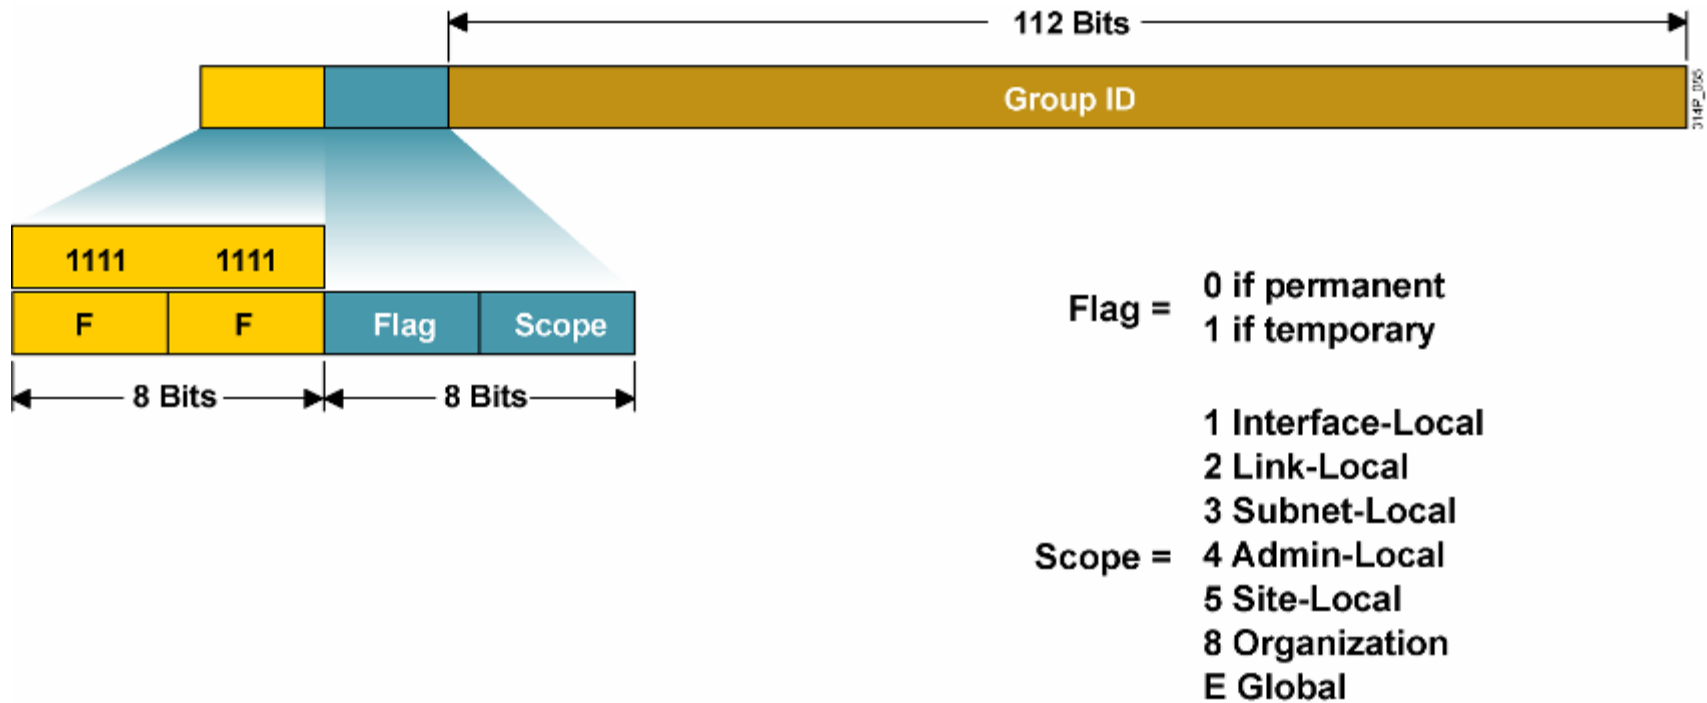 112 Bits
Group ID
314P_055
1111 1111
F F Flag Scope
8 Bits 8 Bits
Flag =
0 if permanent
1 if temporary
Scope =
1 Interface-Local
2 Link-Local
3 Subnet-Local
4 Admin-Local
5 Site-Local
8 Organization
E Global